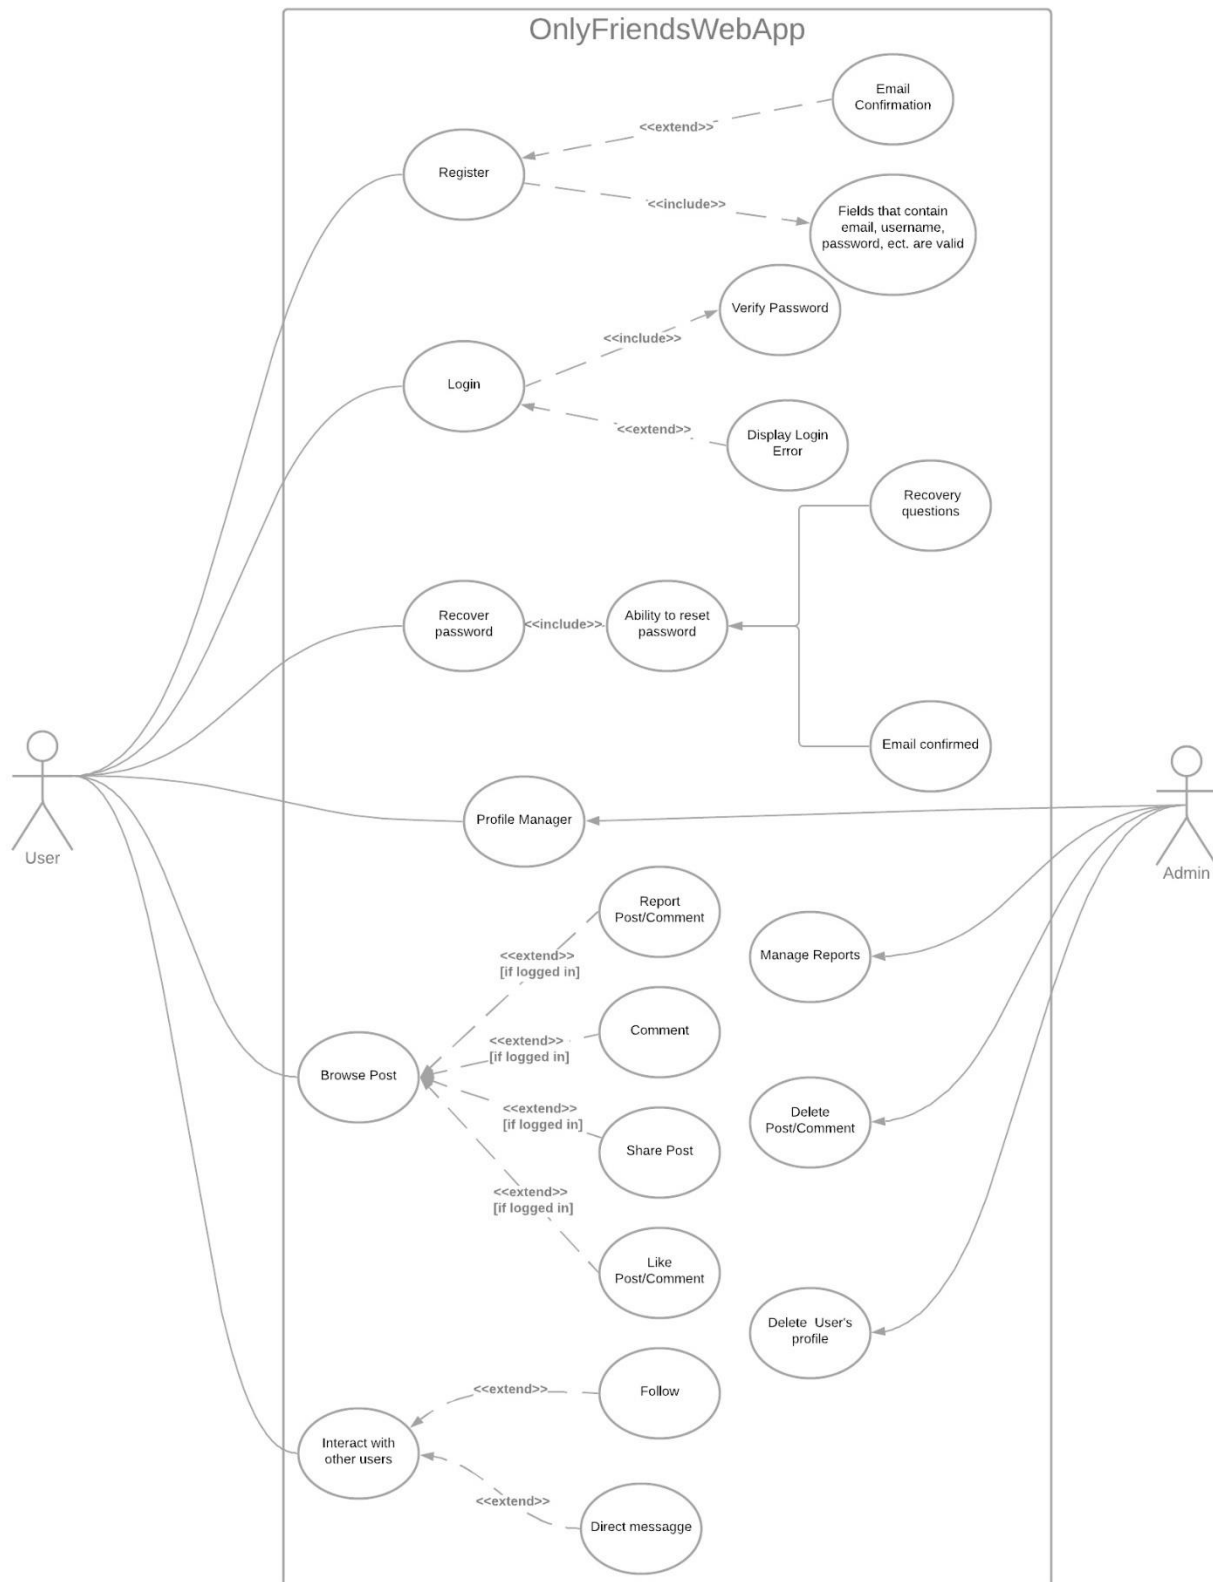 OnlyFriendsWebApp
Email
Confirmation
<<extend>>
Register
<<include>>
Fields that contain
email, username,
password, ect. are valid
Verify Password
<<include>>
Login
<<extend>>
Display Login
Error
Recovery
questions
Recover
password
<<include>>
Ability to reset
password
Email confirmed
User
Profile Manager
Admin
Report
Post/Comment
<<extend>>
[if logged in]
Manage Reports
Comment
<<extend>>
[if logged in]
Browse Post
<<extend>>
[if logged in]
Share Post
Delete
Post/Comment
<<extend>>
[if logged in]
Like
Post/Comment
Delete  User's
profile
<<extend>>
Follow
Interact with
other users
<<extend>>
Direct messagge